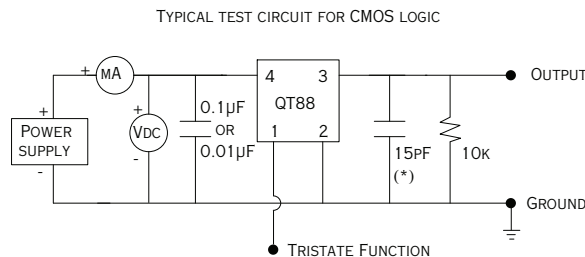 TYPICAL TEST CIRCUIT FOR CMOS LOGIC
+ MA
4 3
OUTPUT
+ + 0.1µF QT88
POWER SUPPLY VDC OR
- - 0.01µF 1 2 15PF 10K
(*)
GROUND
TRISTATE FUNCTION